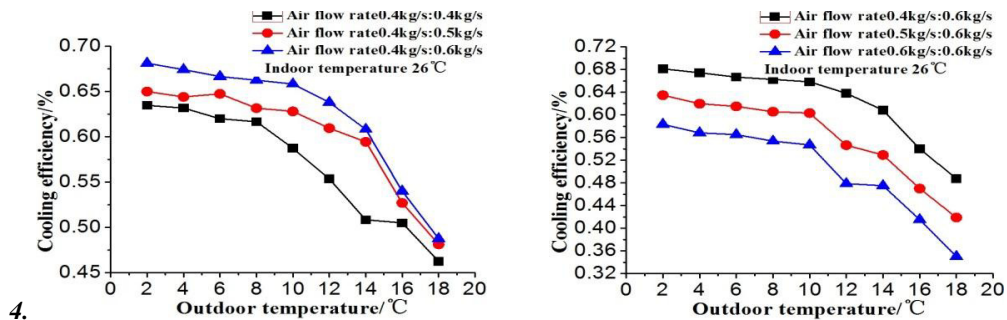 Air flow rate0.4kg/s:0.4kg/s
Air flow rate0.4kg/s:0.5kg/s
Air flow rate0.4kg/s:0.6kg/s
Indoor temperature 26℃
Cooling efficiency/%
0.70
0.65
0.60
0.55
0.50
0.45
0 2 4 6 8 10 12 14 16 18 20
Outdoor temperature/℃
Air flow rate0.4kg/s:0.6kg/s
Air flow rate0.5kg/s:0.6kg/s
Air flow rate0.6kg/s:0.6kg/s
Indoor temperature 26℃
Cooling efficiency/%
0.72
0.68
0.64
0.60
0.56
0.52
0.48
0.44
0.40
0.36
0.32
0 2 4 6 8 10 12 14 16 18 20
Outdoor temperature/℃
4.